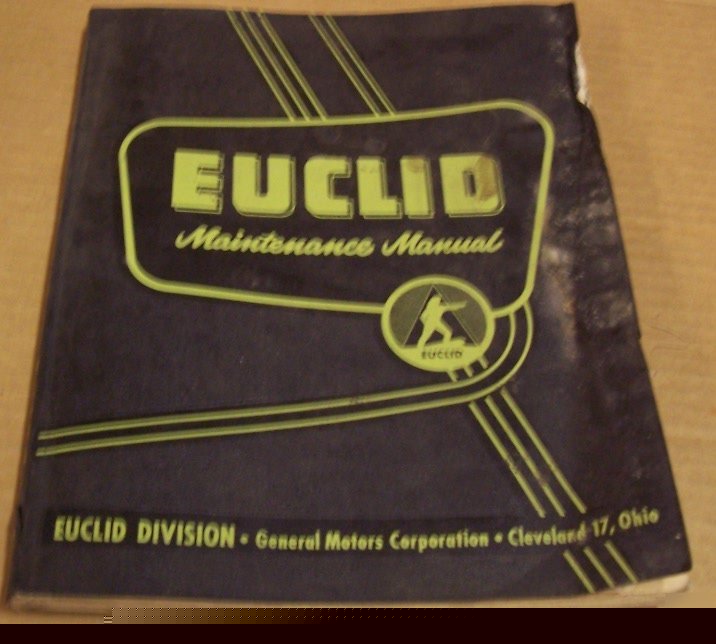 EUCLID
Maintenance Manual
EUCLID
EUCLID DIVISION • General Motors Corporation • Cleveland 17, Ohio